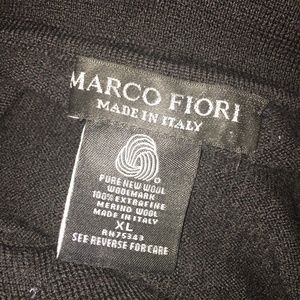 MARCO FIORI
MADE IN ITALY
PURE NEW WOOL
WOOLMARK
100% EXTRAFINE
MERINO WOOL
MADE IN ITALY
XL
RN75343
SEE REVERSE FOR CARE